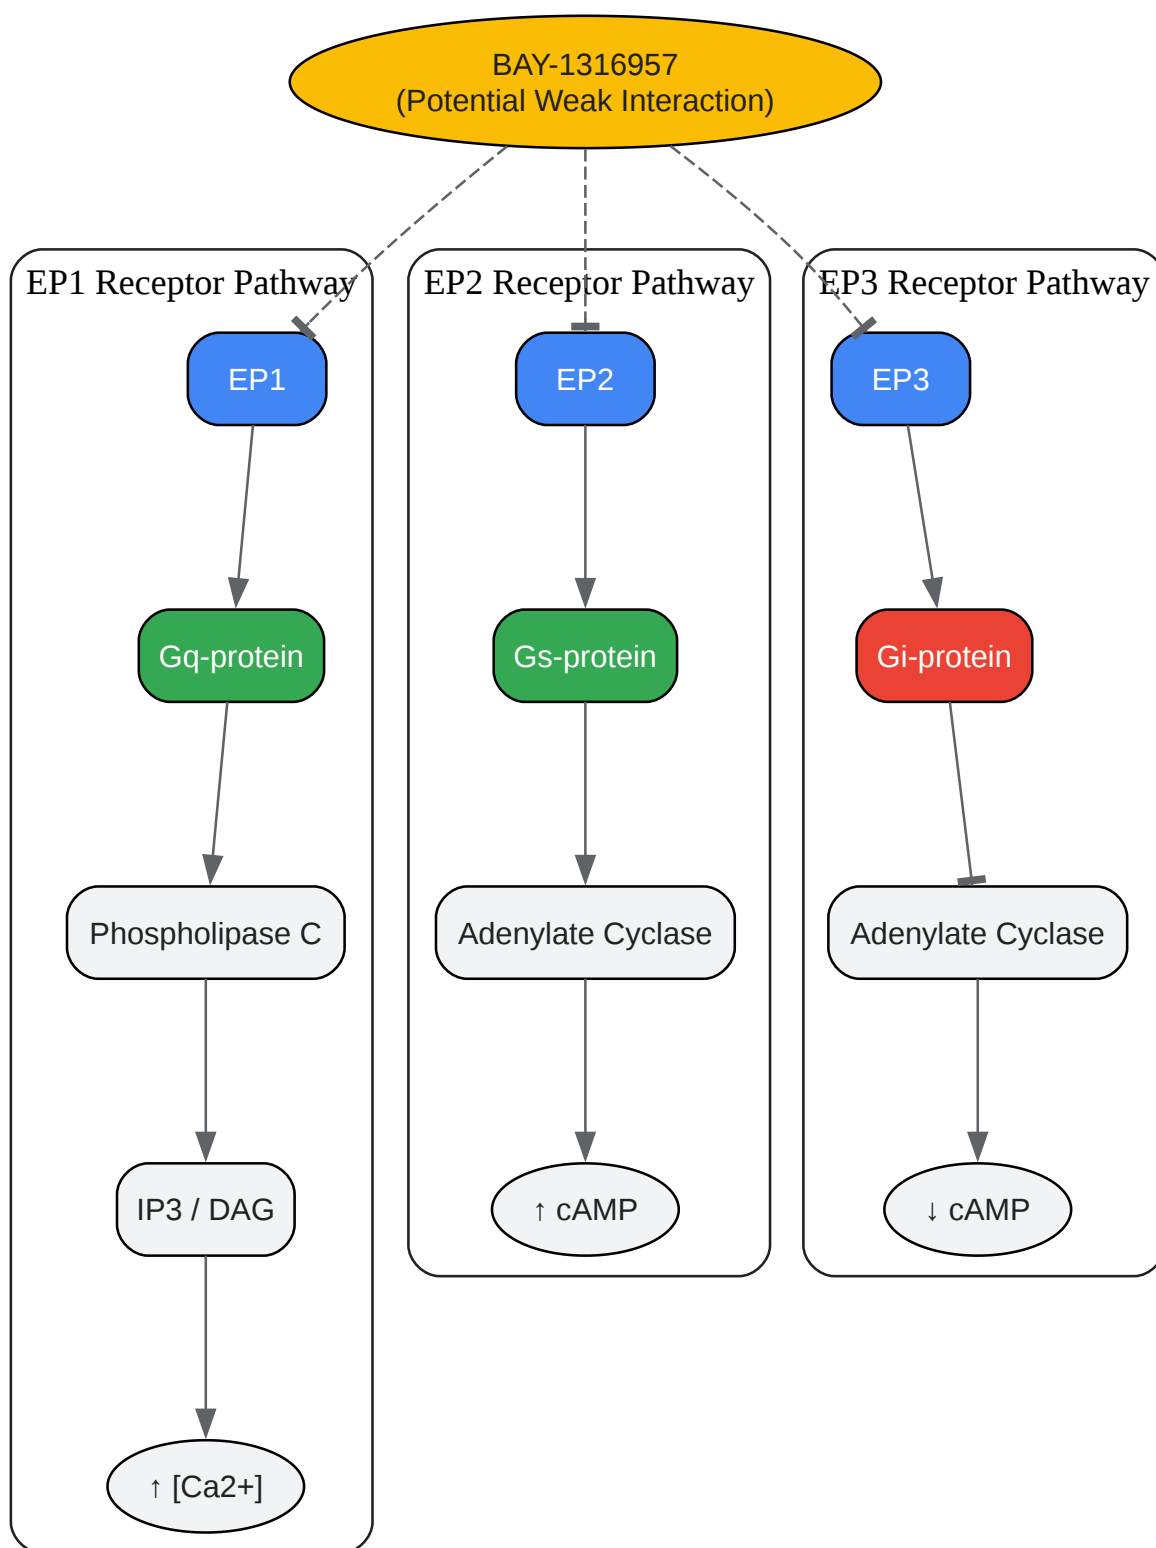 BAY-1316957
(Potential Weak Interaction)
EP1 Receptor Pathway
EP2 Receptor Pathway
EP3 Receptor Pathway
EP1
EP2
EP3
Gq-protein
Gs-protein
Gi-protein
Phospholipase C
Adenylate Cyclase
Adenylate Cyclase
IP3 / DAG
↑ cAMP
↓ cAMP
↑ [Ca2+]